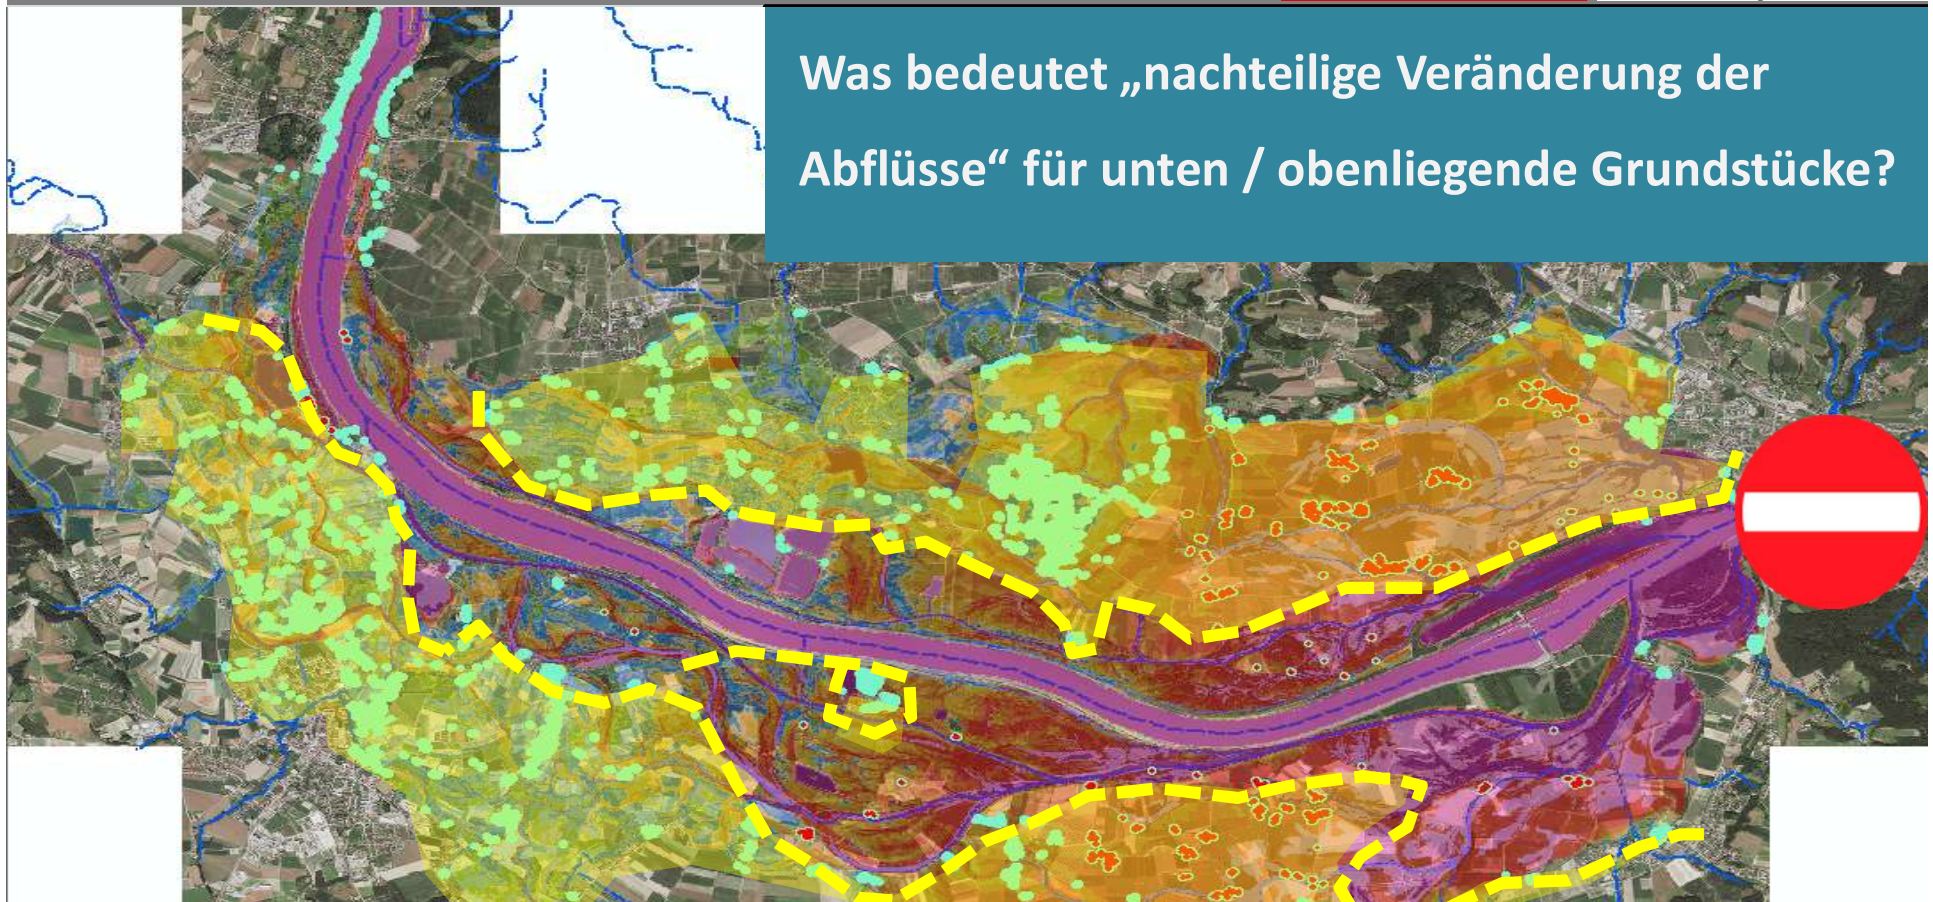 Was bedeutet „nachteilige Veränderung der
Abflüsse“ für unten / obenliegende Grundstücke?